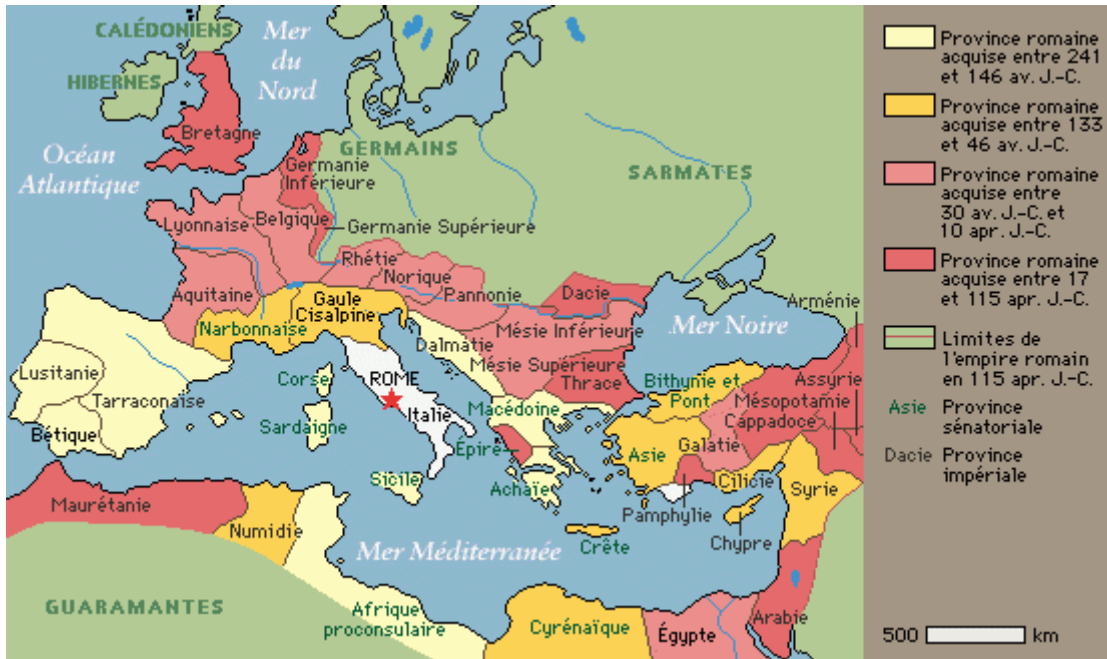 CALÉDONIENS
HIBERNES
Mer
du
Nord
Bretagne
Océan
Atlantique
GERMAINS
SARMATES
Germanie
Inférieure
Belgique
Lyonnaise
Germanie Supérieure
Rhétie
Norique
Pannonie
Dacie
Aquitaine
Gaule
Cisalpine
Narbonnaise
Mésie Inférieure
Mer Noire
Arménie
Dalmatie
Mésie Supérieure
Thrace
Lusitanie
Tarraconaise
Bétique
Corse
ROME
Italie
Sardaigne
Macédoine
Bithynie et
Pont
Assyrie
Mésopotamie
Cappadoce
Galatie
Épire
Asie
Achaïe
Sicile
Cilicie
Syrie
Pamphylie
Chypre
Crête
Maurétanie
Numidie
Mer Méditerranée
GUARAMANTES
Afrique
proconsulaire
Cyrénaïque
Égypte
Arabie
Province romaine
acquise entre 241
et 146 av. J.-C.
Province romaine
acquise entre 133
et 46 av. J.-C.
Province romaine
acquise entre
30 av. J.-C. et
10 apr. J.-C.
Province romaine
acquise entre 17
et 115 apr. J.-C.
Limites de
l'empire romain
en 115 apr. J.-C.
Asie Province
sénatoriale
Dacie Province
impériale
500 km